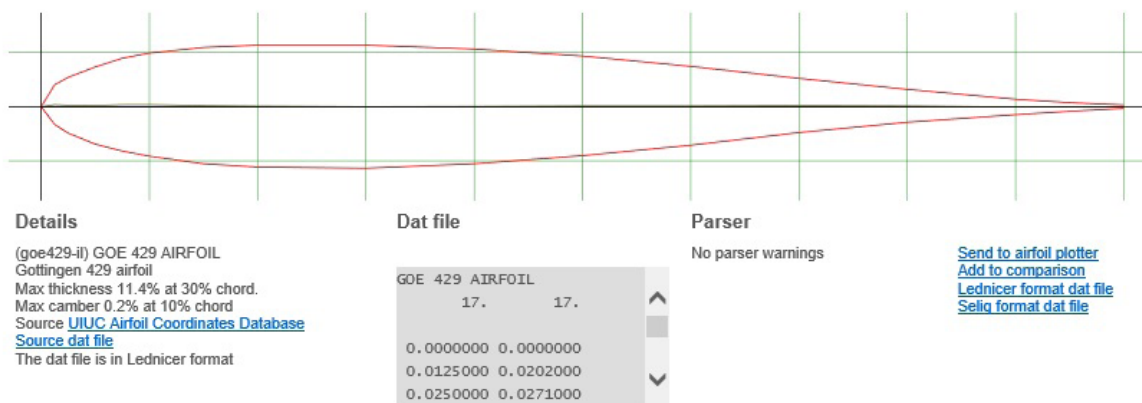 Details
(goe429-il) GOE 429 AIRFOIL
Gottingen 429 airfoil
Max thickness 11.4% at 30% chord.
Max camber 0.2% at 10% chord
Source UIUC Airfoil Coordinates Database
Source dat file
The dat file is in Lednicer format
Dat file
GOE 429 AIRFOIL
17. 17.
0.0000000 0.0000000
0.0125000 0.0202000
0.0250000 0.0271000
Parser
No parser warnings
Send to airfoil plotter
Add to comparison
Lednicer format dat file
Selig format dat file